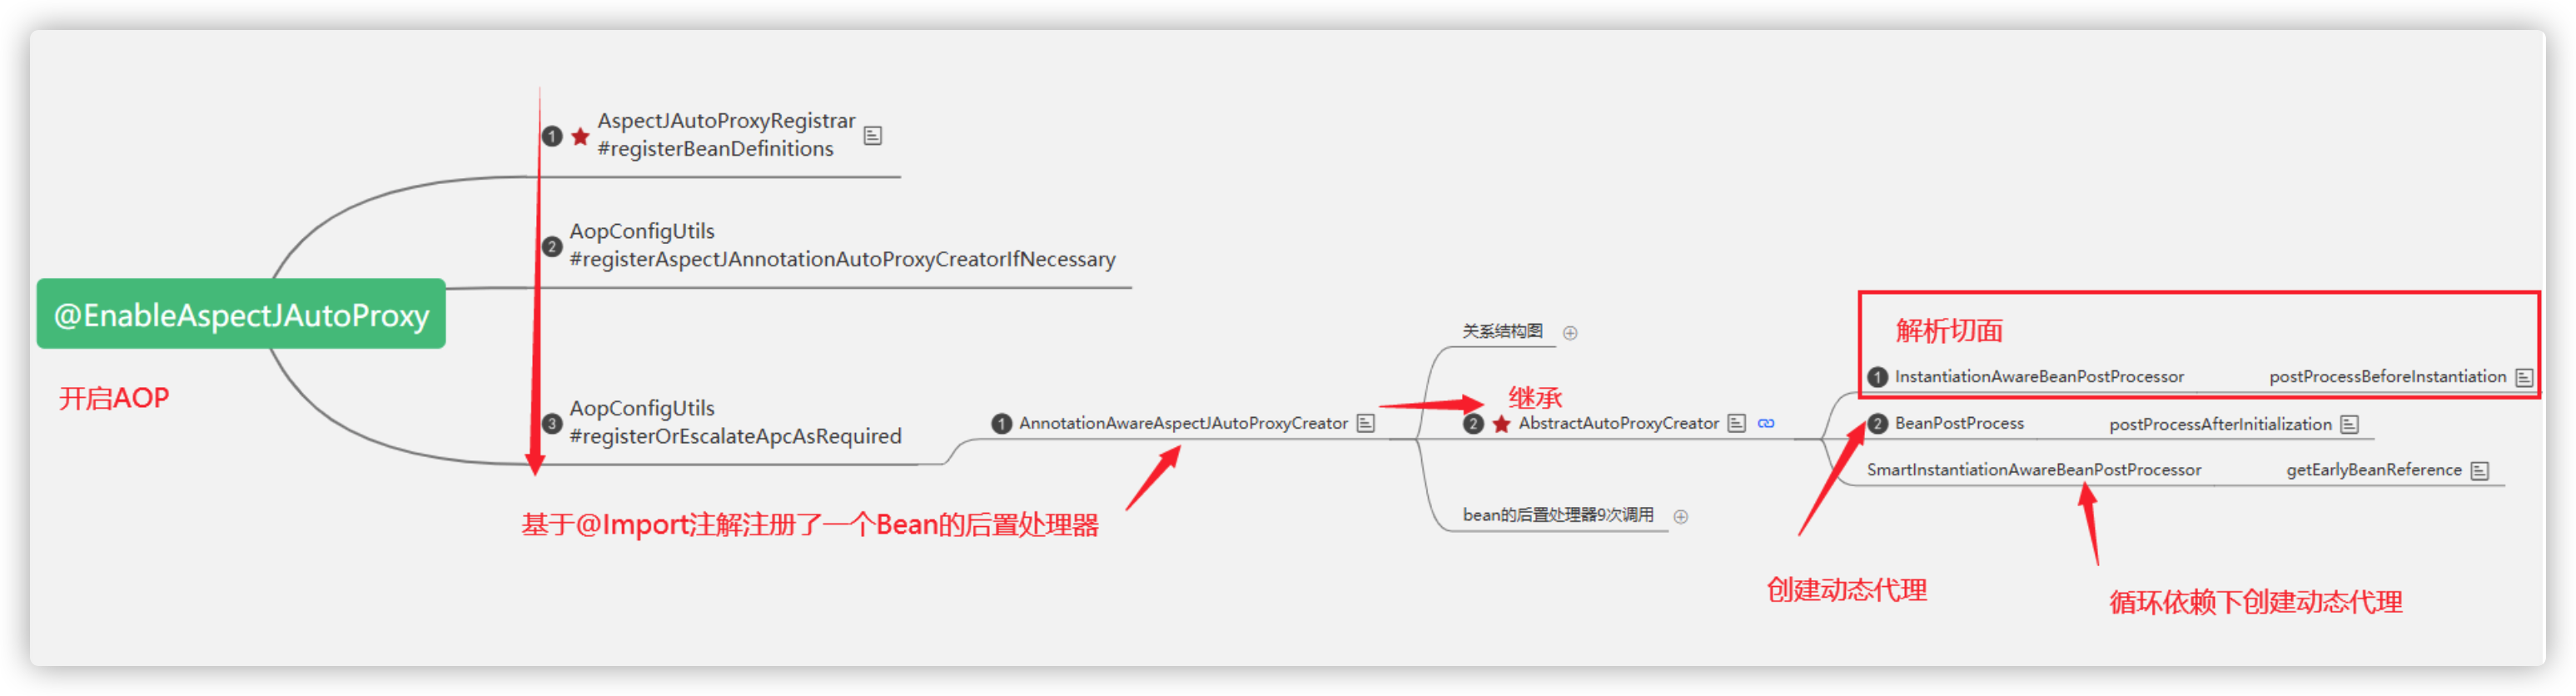 @EnableAspectJAutoProxy
开启AOP
1 AspectJAutoProxyRegistrar
#registerBeanDefinitions
2 AopConfigUtils
#registerAspectJAnnotationAutoProxyCreatorIfNecessary
3 AopConfigUtils
#registerOrEscalateApcAsRequired
基于@Import注解注册了一个Bean的后置处理器
1 AnnotationAwareAspectJAutoProxyCreator
关系结构图
继承
2 AbstractAutoProxyCreator
bean的后置处理器9次调用
解析切面
1 InstantiationAwareBeanPostProcessor postProcessBeforeInstantiation
2 BeanPostProcess postProcessAfterInitialization
SmartInstantiationAwareBeanPostProcessor getEarlyBeanReference
创建动态代理
循环依赖下创建动态代理